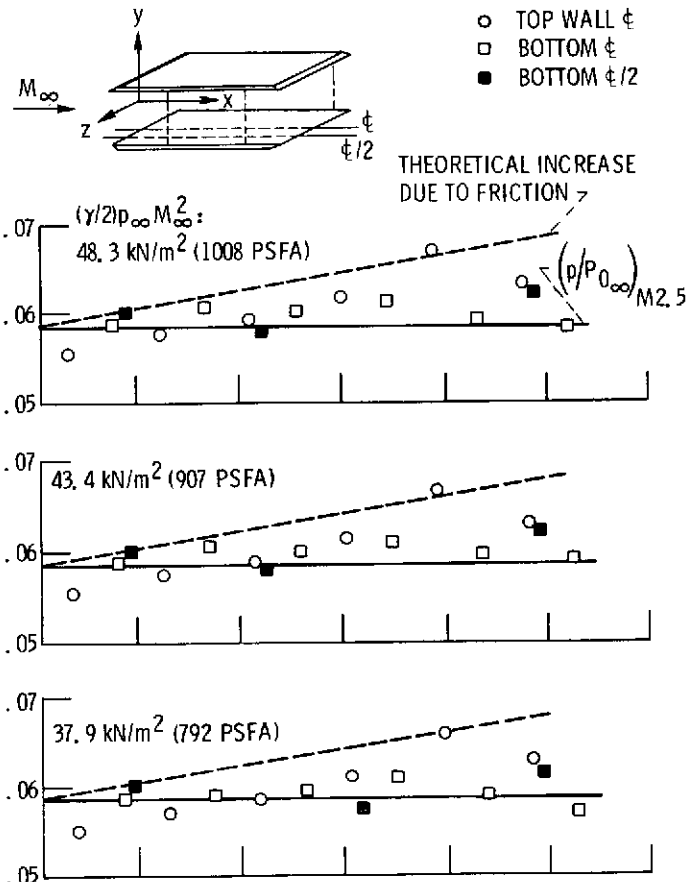 y
M∞
x
z
℄
℄/2
○ TOP WALL ℄
□ BOTTOM ℄
■ BOTTOM ℄/2
THEORETICAL INCREASE
DUE TO FRICTION
(γ/2)p∞M∞²:
48.3 kN/m² (1008 PSFA)
(p/P0∞)M2.5
.07
.06
.05
43.4 kN/m² (907 PSFA)
.07
.06
.05
37.9 kN/m² (792 PSFA)
.07
.06
.05